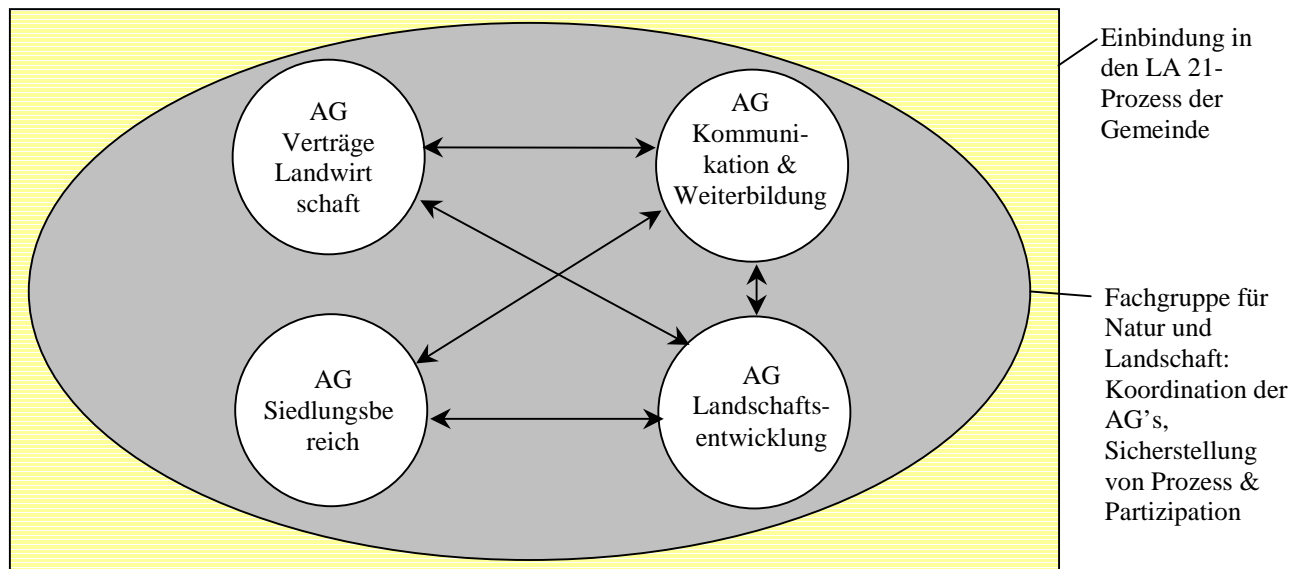 AG
Verträge
Landwirt
schaft
AG
Kommuni-
kation &
Weiterbildung
AG
Siedlungsbe
reich
AG
Landschafts-
entwicklung
Einbindung in
den LA 21-
Prozess der
Gemeinde
Fachgruppe für
Natur und
Landschaft:
Koordination der
AG’s,
Sicherstellung
von Prozess &
Partizipation